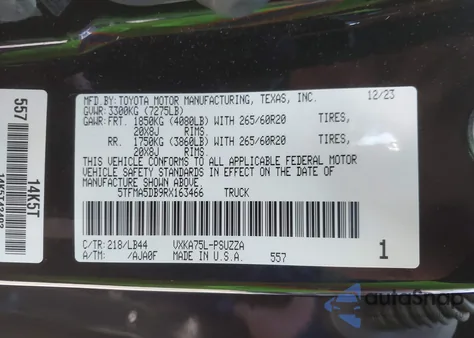 MFD.BY:TOYOTA MOTOR MANUFACTURING, TEXAS, INC. 12/23
GVWR:3300KG (7275LB)
GAWR:FRT. 1850KG (4080LB) WITH 265/60R20 TIRES,
20X8J RIMS.
RR. 1750KG (3860LB) WITH 265/60R20 TIRES,
20X8J RIMS.
THIS VEHICLE CONFORMS TO ALL APPLICABLE FEDERAL MOTOR
VEHICLE SAFETY STANDARDS IN EFFECT ON THE DATE OF
MANUFACTURE SHOWN ABOVE.
5TFMA5DB9RX163466 TRUCK
C/TR:218/LB44 VXKA75L-PSUZZA
A/TM: /AJA0F MADE IN U.S.A. 557
557
14K5T
autoSnap